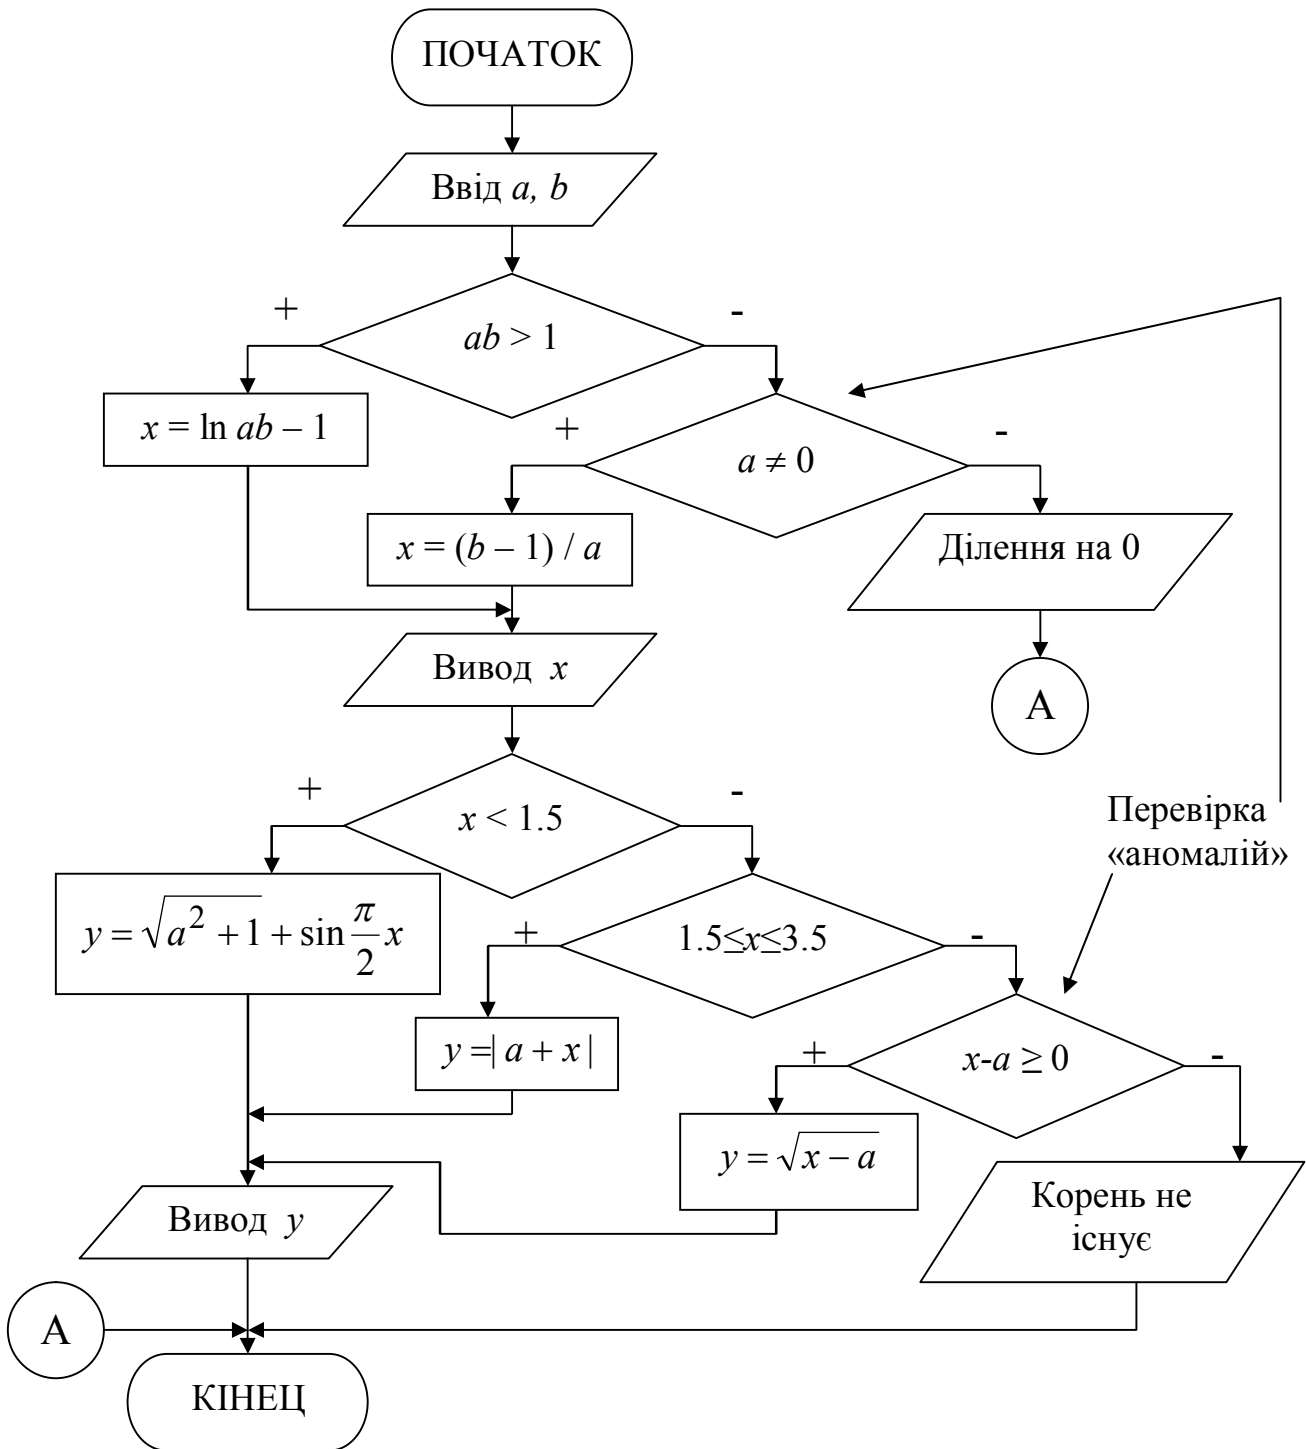 ПОЧАТОК
Ввід a, b
+
-
ab > 1
x = ln ab – 1
+
-
a ≠ 0
x = (b – 1) / a
Ділення на 0
Вивод x
А
+
-
x < 1.5
Перевірка
«аномалій»
y = √(a² + 1) + sin π/2 x
+
-
1.5≤x≤3.5
y =| a + x |
+
-
x-a ≥ 0
y = √(x – a)
Корень не
існує
Вивод y
А
КІНЕЦ